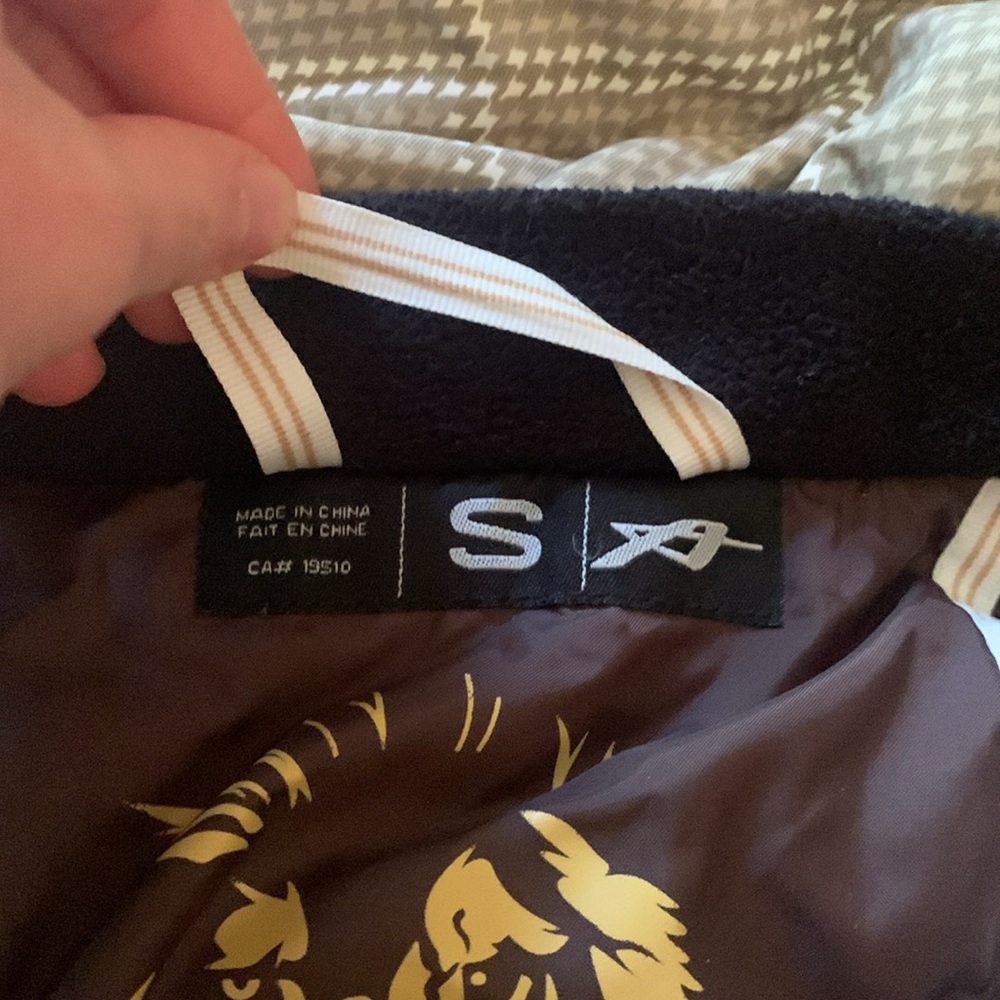 MADE IN CHINA
FAIT EN CHINE
CA# 19510
S